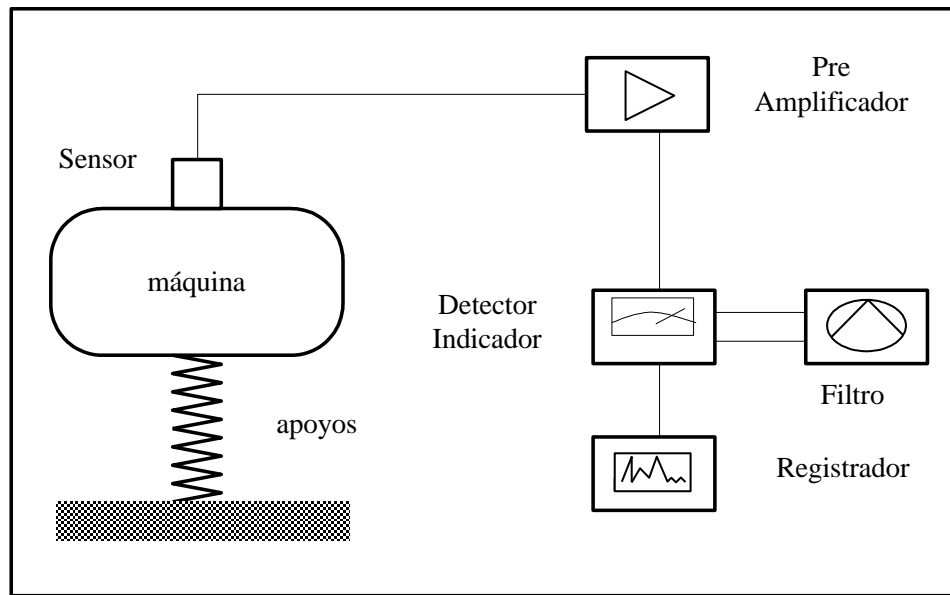 Pre
Amplificador
Sensor
máquina
Detector
Indicador
Filtro
apoyos
Registrador